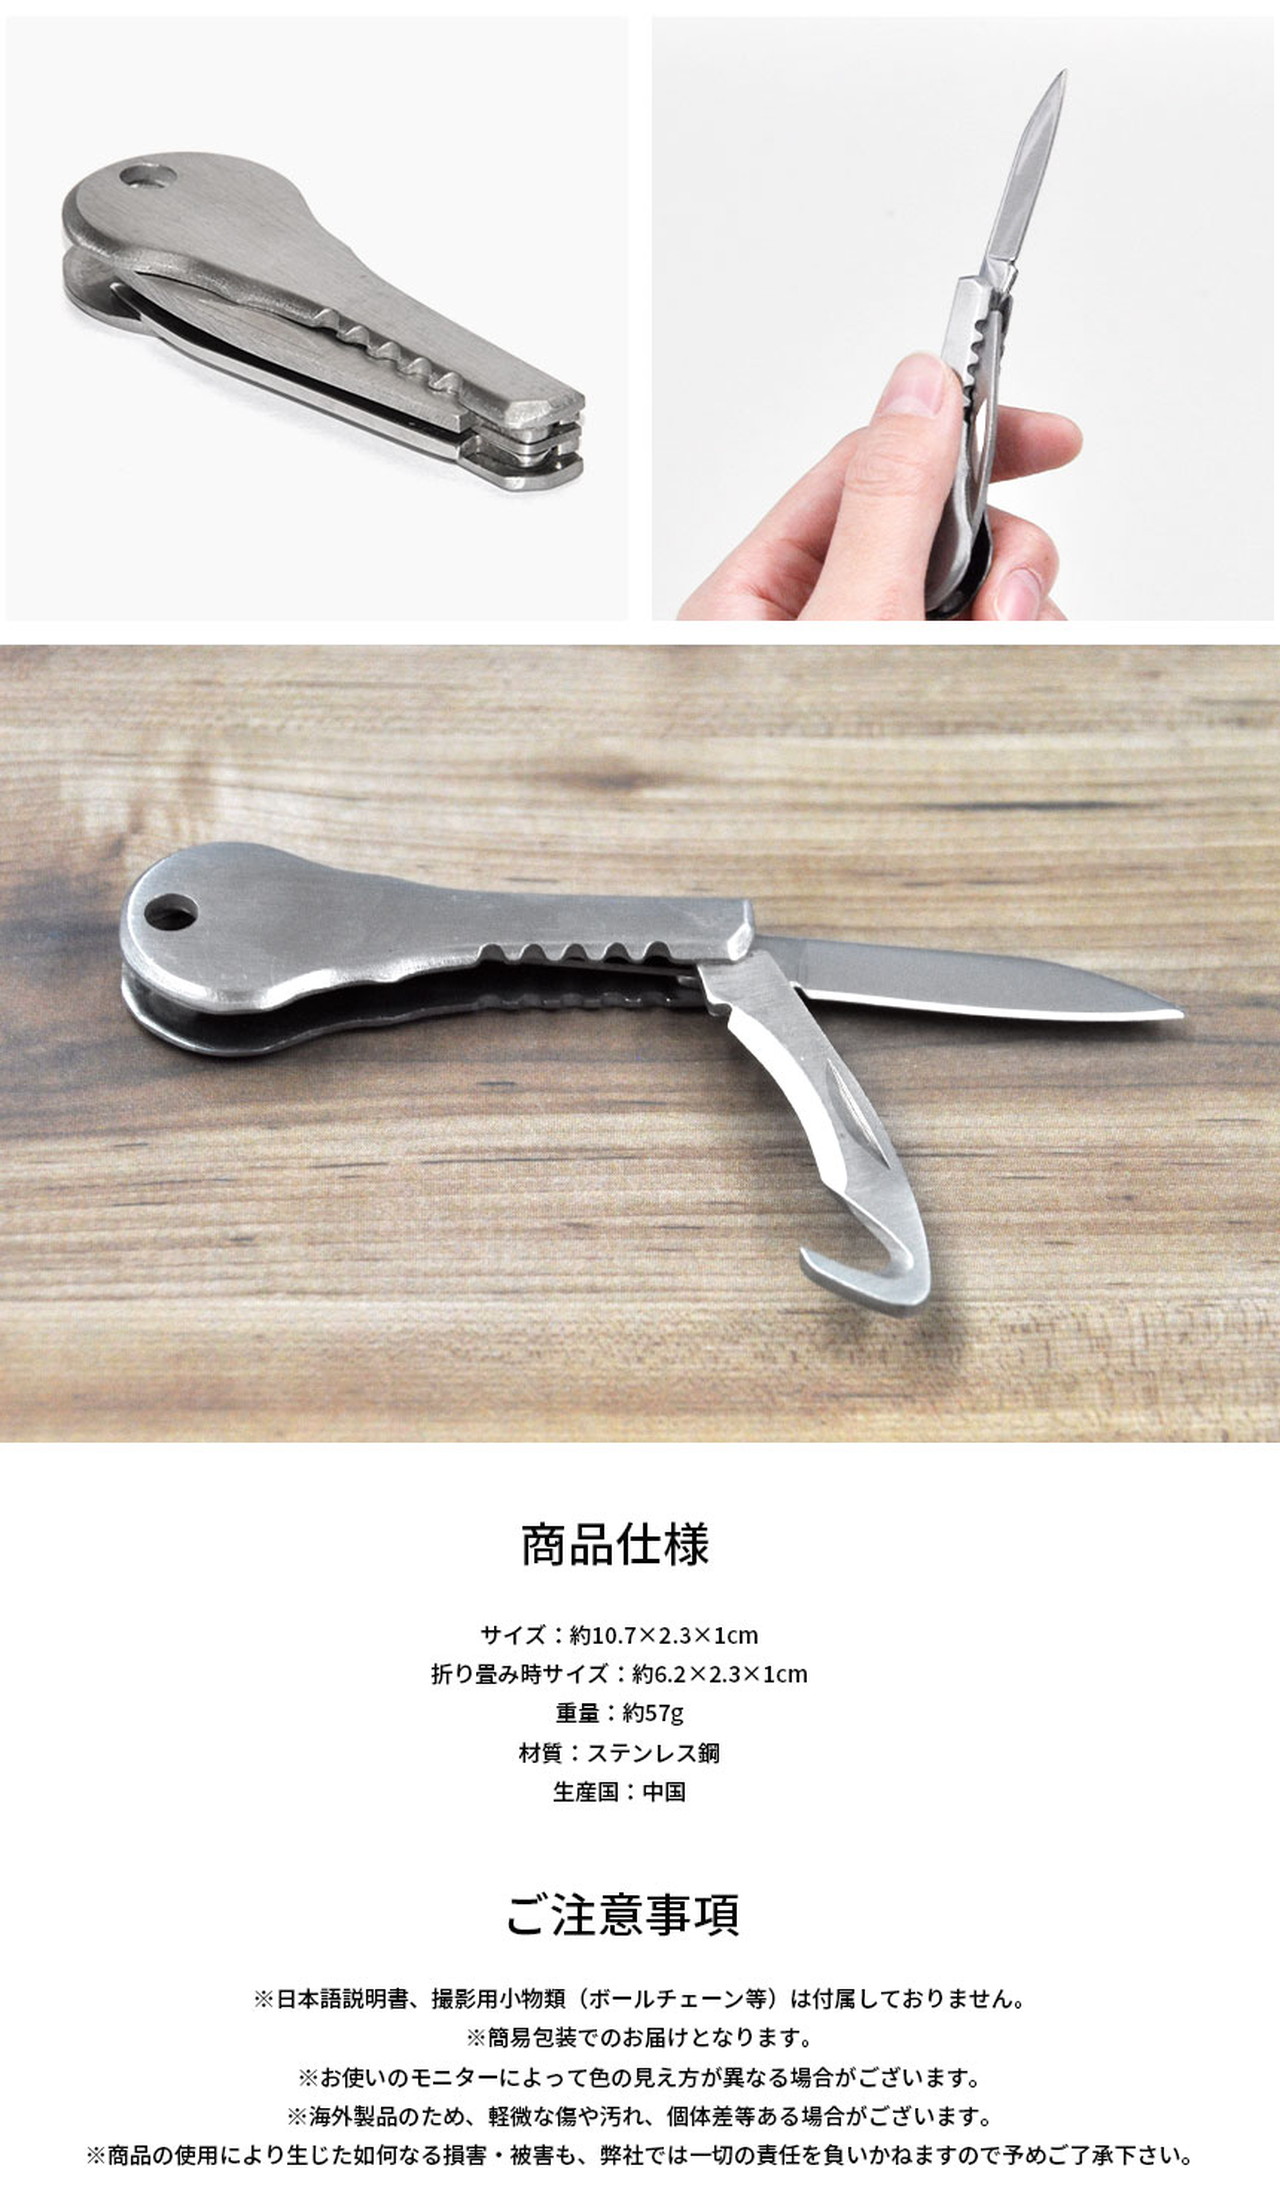 商品仕様
サイズ：約10.7×2.3×1cm
折り畳み時サイズ：約6.2×2.3×1cm
重量：約57g
材質：ステンレス鋼
生産国：中国
ご注意事項
※日本語説明書、撮影用小物類（ボールチェーン等）は付属しておりません。
※簡易包装でのお届けとなります。
※お使いのモニターによって色の見え方が異なる場合がございます。
※海外製品のため、軽微な傷や汚れ、個体差等ある場合がございます。
※商品の使用により生じた如何なる損害・被害も、弊社では一切の責任を負いかねますので予めご了承下さい。